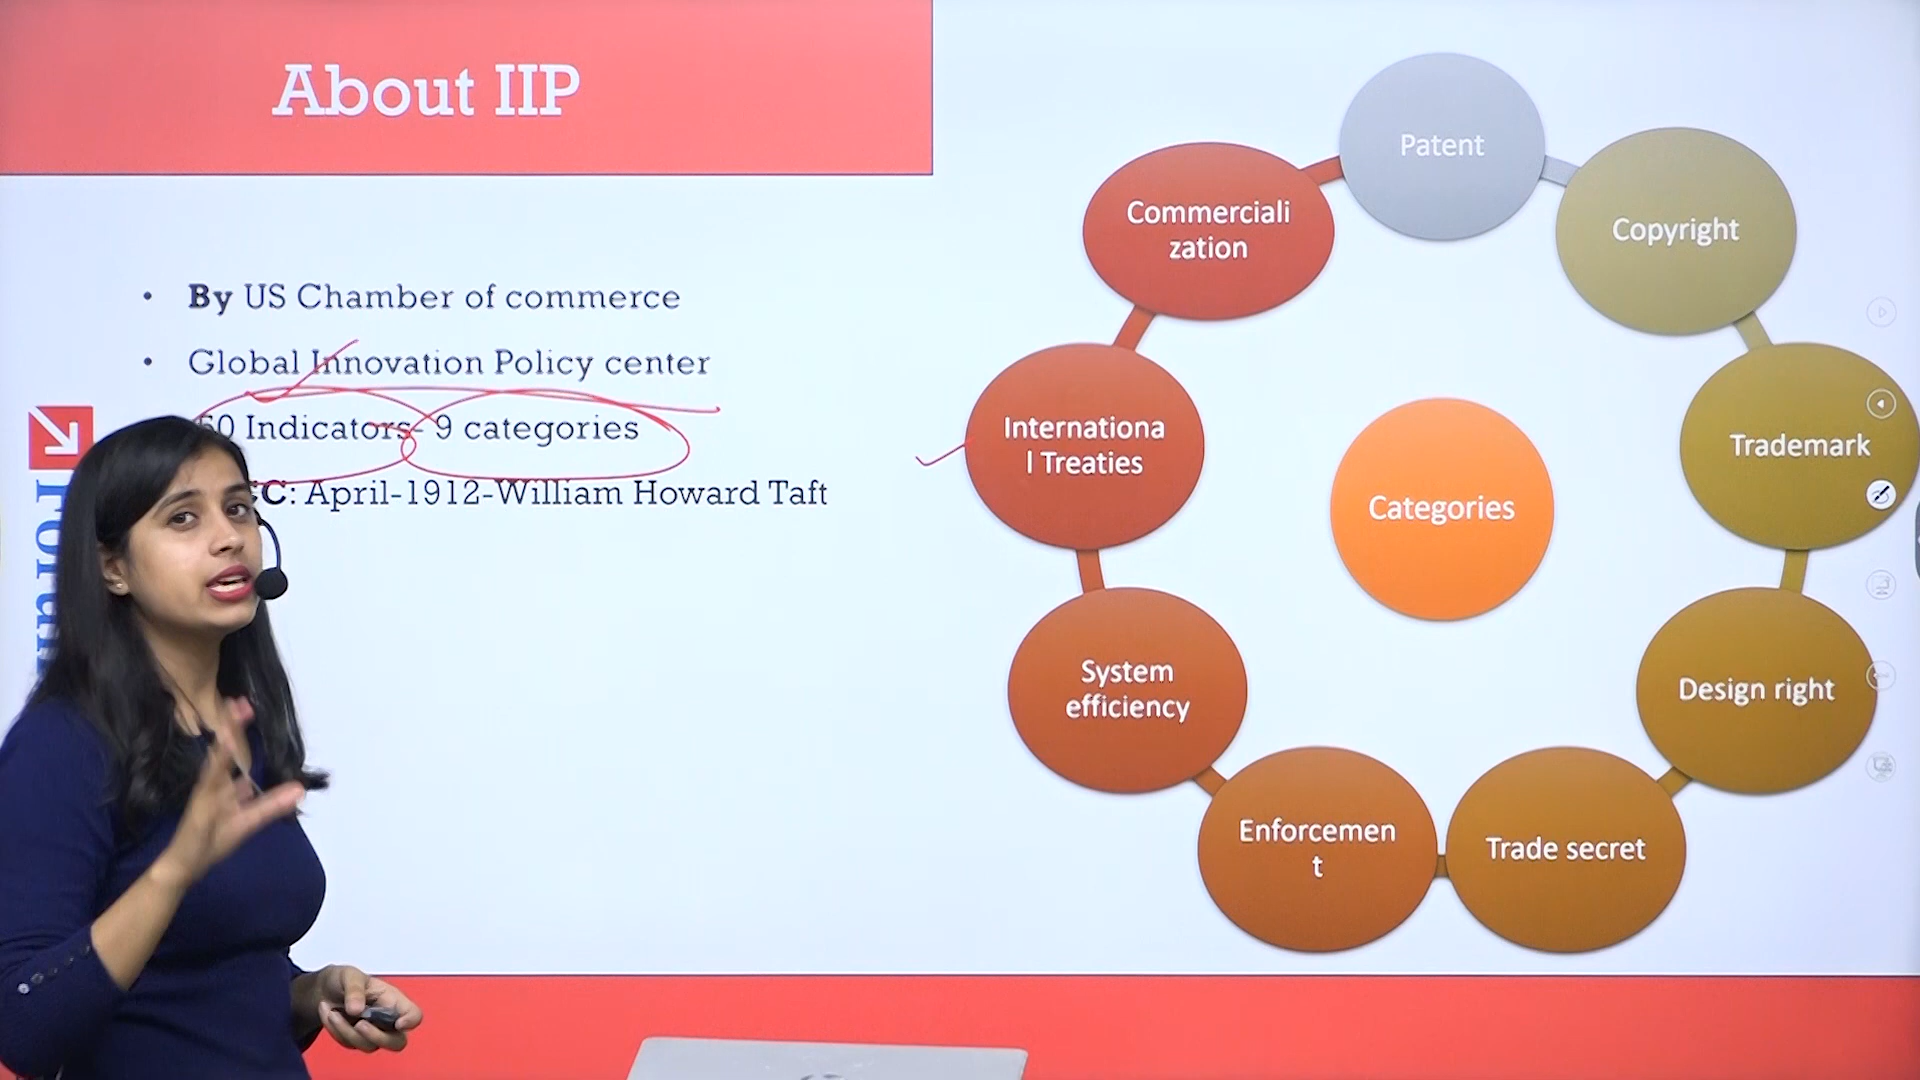 About IIP
By US Chamber of commerce
Global Innovation Policy center
50 Indicators- 9 categories
C: April-1912-William Howard Taft
Patent
Copyright
Trademark
Design right
Trade secret
Enforcemen
t
System
efficiency
Internationa
l Treaties
Commerciali
zation
Categories